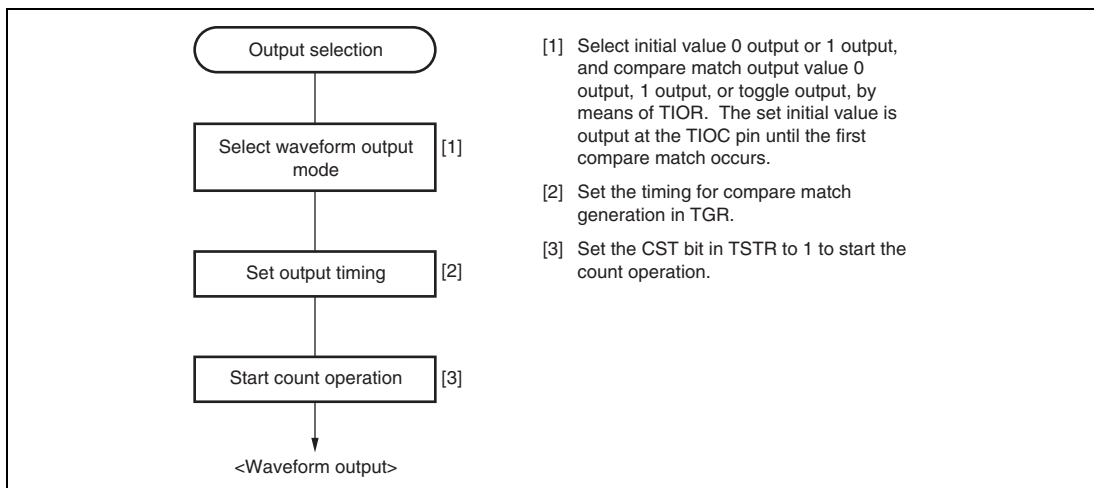 Output selection
Select waveform output
mode
[1]
Set output timing
[2]
Start count operation
[3]
<Waveform output>
[1] Select initial value 0 output or 1 output,
and compare match output value 0
output, 1 output, or toggle output, by
means of TIOR. The set initial value is
output at the TIOC pin until the first
compare match occurs.
[2] Set the timing for compare match
generation in TGR.
[3] Set the CST bit in TSTR to 1 to start the
count operation.